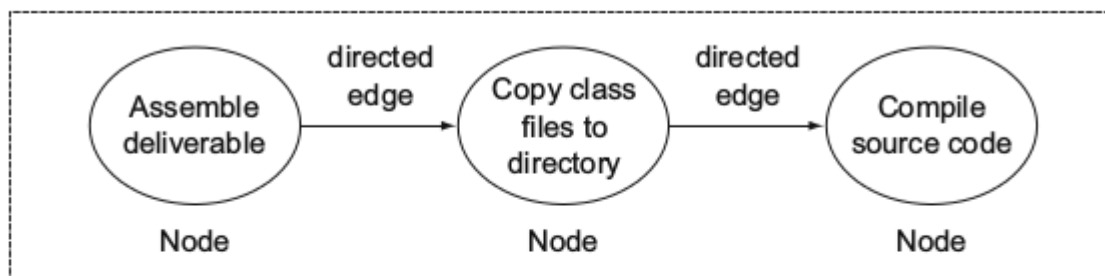 Assemble
deliverable
directed
edge
Copy class
files to
directory
directed
edge
Compile
source code
Node
Node
Node